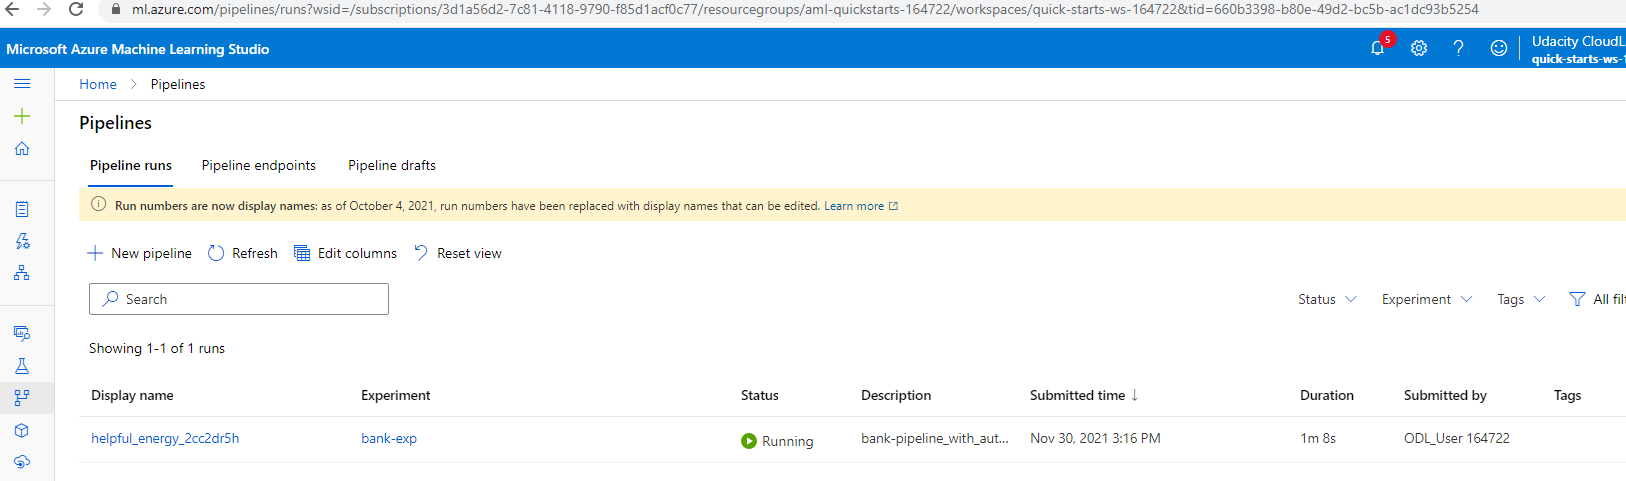 ml.azure.com/pipelines/runs?wsid=/subscriptions/3d1a56d2-7c81-4118-9790-f85d1acf0c77/resourcegroups/aml-quickstarts-164722/workspaces/quick-starts-ws-164722&tid=660b3398-b80e-49d2-bc5b-ac1dc93b5254
Microsoft Azure Machine Learning Studio
5
Udacity CloudL
quick-starts-ws-1
Home > Pipelines
Pipelines
Pipeline runs Pipeline endpoints Pipeline drafts
Run numbers are now display names: as of October 4, 2021, run numbers have been replaced with display names that can be edited. Learn more
New pipeline Refresh Edit columns Reset view
Search Status Experiment Tags All filt
Showing 1-1 of 1 runs
Display name Experiment Status Description Submitted time ↓ Duration Submitted by Tags
helpful_energy_2cc2dr5h bank-exp Running bank-pipeline_with_aut... Nov 30, 2021 3:16 PM 1m 8s ODL_User 164722